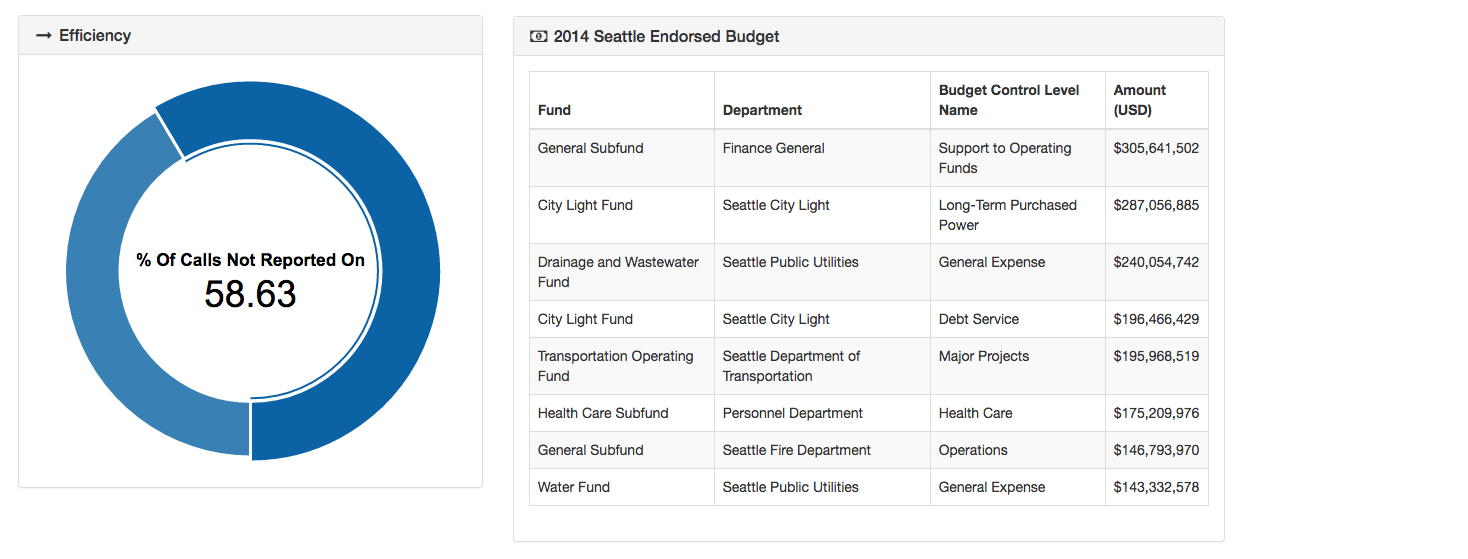 Efficiency
% Of Calls Not Reported On
58.63
2014 Seattle Endorsed Budget
Fund Department Budget Control Level Name Amount (USD)
General Subfund Finance General Support to Operating Funds $305,641,502
City Light Fund Seattle City Light Long-Term Purchased Power $287,056,885
Drainage and Wastewater Fund Seattle Public Utilities General Expense $240,054,742
City Light Fund Seattle City Light Debt Service $196,466,429
Transportation Operating Fund Seattle Department of Transportation Major Projects $195,968,519
Health Care Subfund Personnel Department Health Care $175,209,976
General Subfund Seattle Fire Department Operations $146,793,970
Water Fund Seattle Public Utilities General Expense $143,332,578